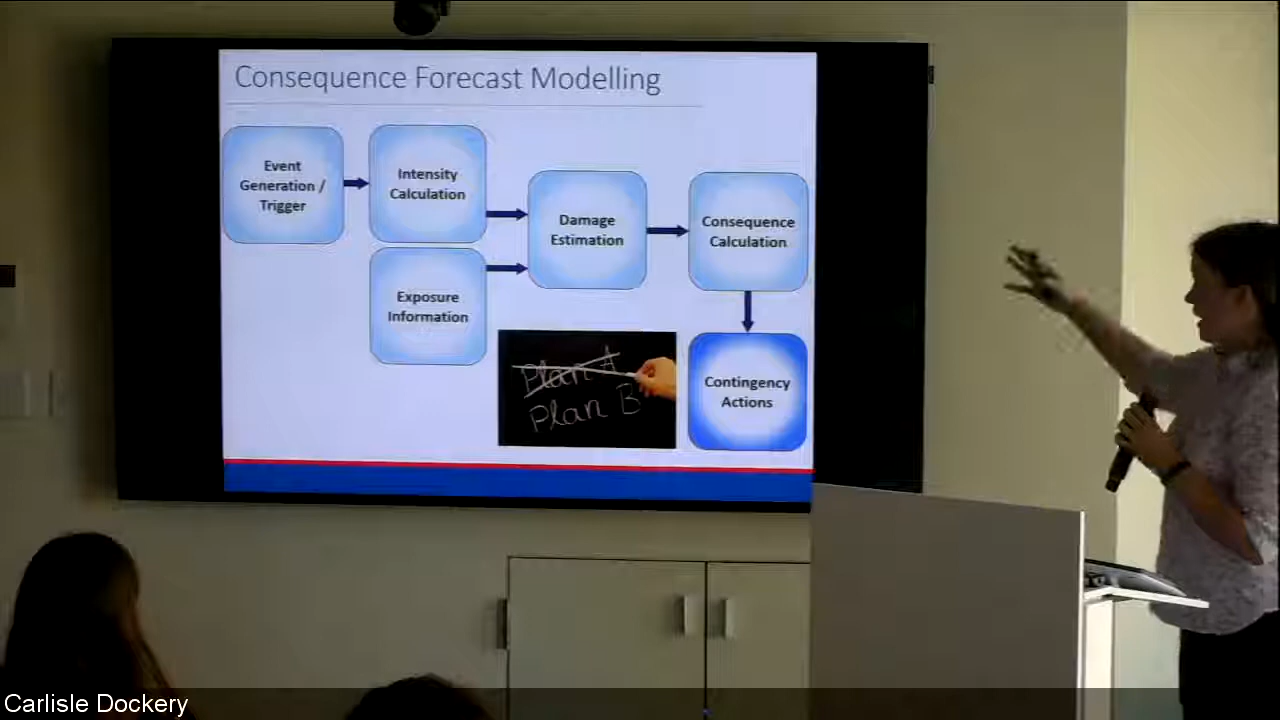 Consequence Forecast Modelling
Event
Generation /
Trigger
Intensity
Calculation
Exposure
Information
Damage
Estimation
Consequence
Calculation
Contingency
Actions
Plan A
Plan B
Carlisle Dockery